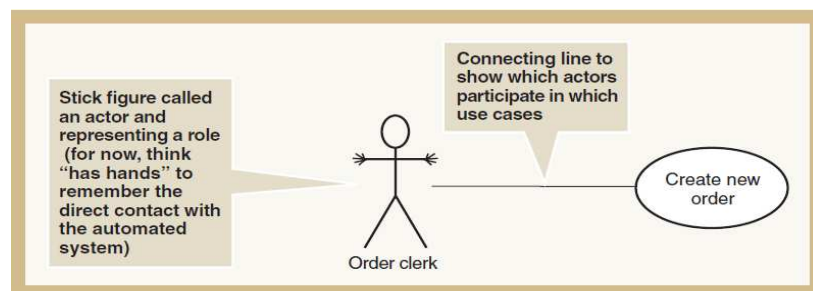 Stick figure called
an actor and
representing a role
(for now, think
“has hands” to
remember the
direct contact with
the automated
system)
Connecting line to
show which actors
participate in which
use cases
Order clerk
Create new
order